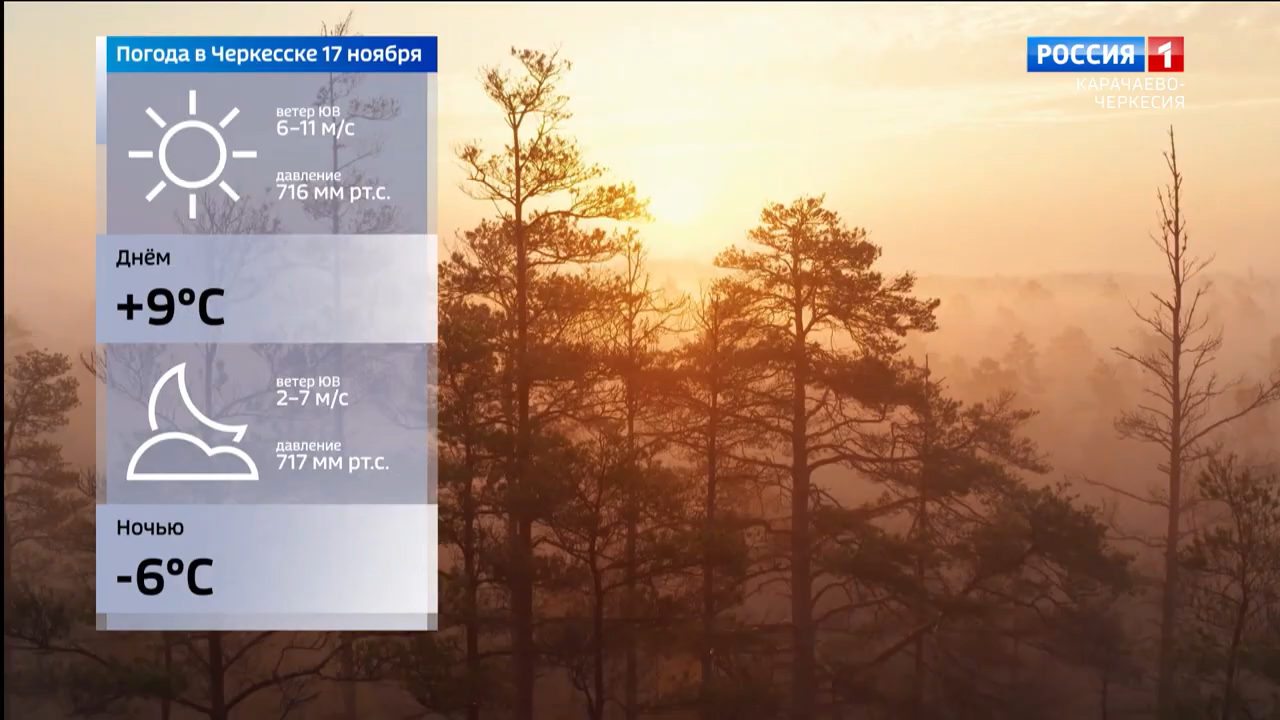 Погода в Черкесске 17 ноября
ветер ЮВ
6-11 м/с
давление
716 мм рт.с.
Днём
+9°C
ветер ЮВ
2-7 м/с
давление
717 мм рт.с.
Ночью
-6°C
РОССИЯ 1
КАРАЧАЕВО-
ЧЕРКЕСИЯ